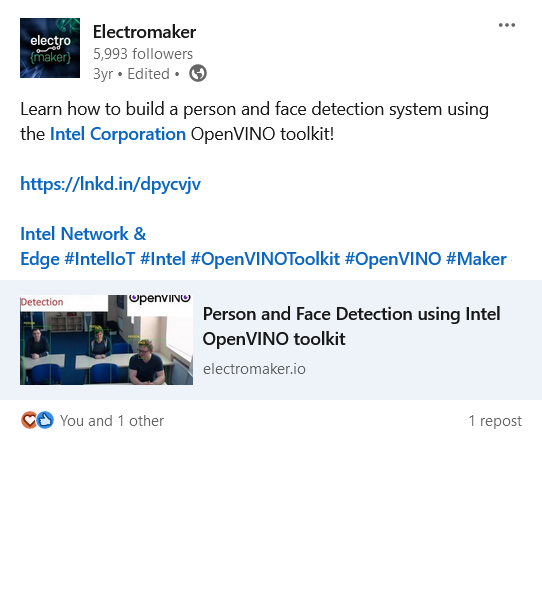 electro
{maker}
Electromaker
5,993 followers
3yr • Edited •
Learn how to build a person and face detection system using
the Intel Corporation OpenVINO toolkit!
https://lnkd.in/dpycvjv
Intel Network &
Edge #IntelIoT #Intel #OpenVINOToolkit #OpenVINO #Maker
Detection
OpenVINO
Person and Face Detection using Intel
OpenVINO toolkit
electromaker.io
You and 1 other
1 repost